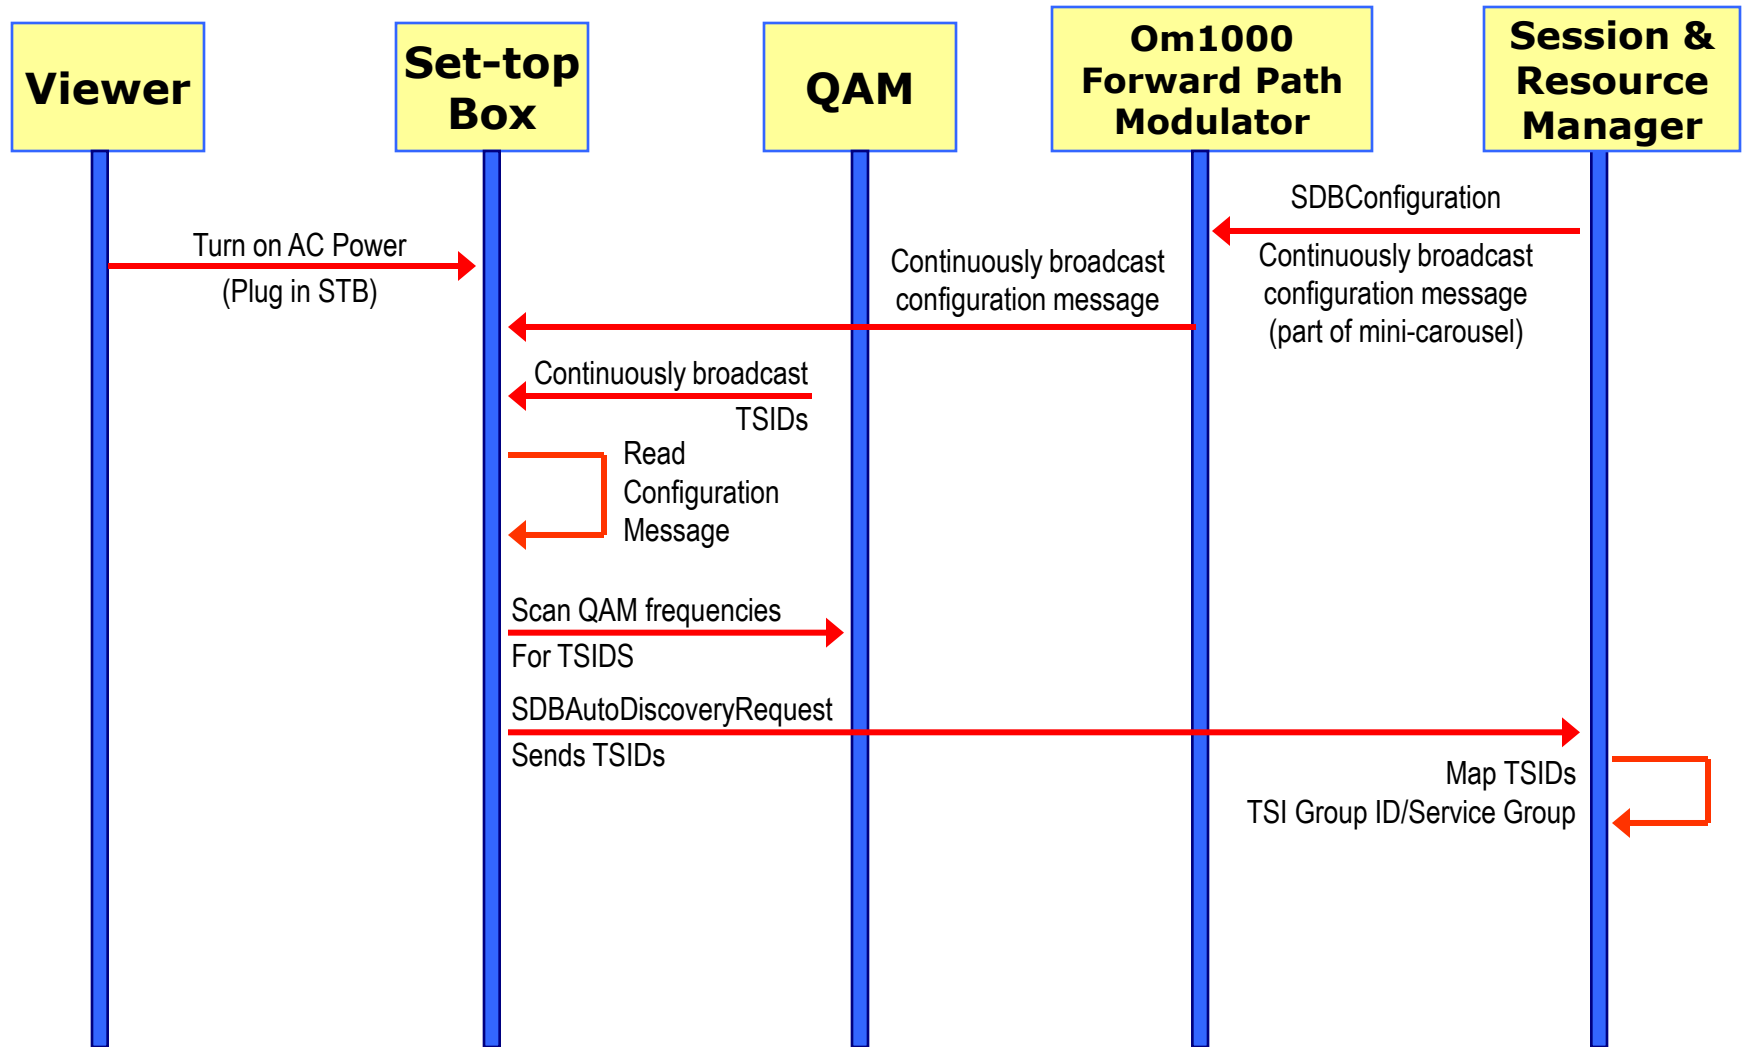 Viewer
Set-top
Box
QAM
Om1000
Forward Path
Modulator
Session &
Resource
Manager
SDBConfiguration
Continuously broadcast
configuration message
(part of mini-carousel)
Turn on AC Power
(Plug in STB)
Continuously broadcast
configuration message
Continuously broadcast
TSIDs
Read
Configuration
Message
Scan QAM frequencies
For TSIDS
SDBAutoDiscoveryRequest
Sends TSIDs
Map TSIDs
TSI Group ID/Service Group